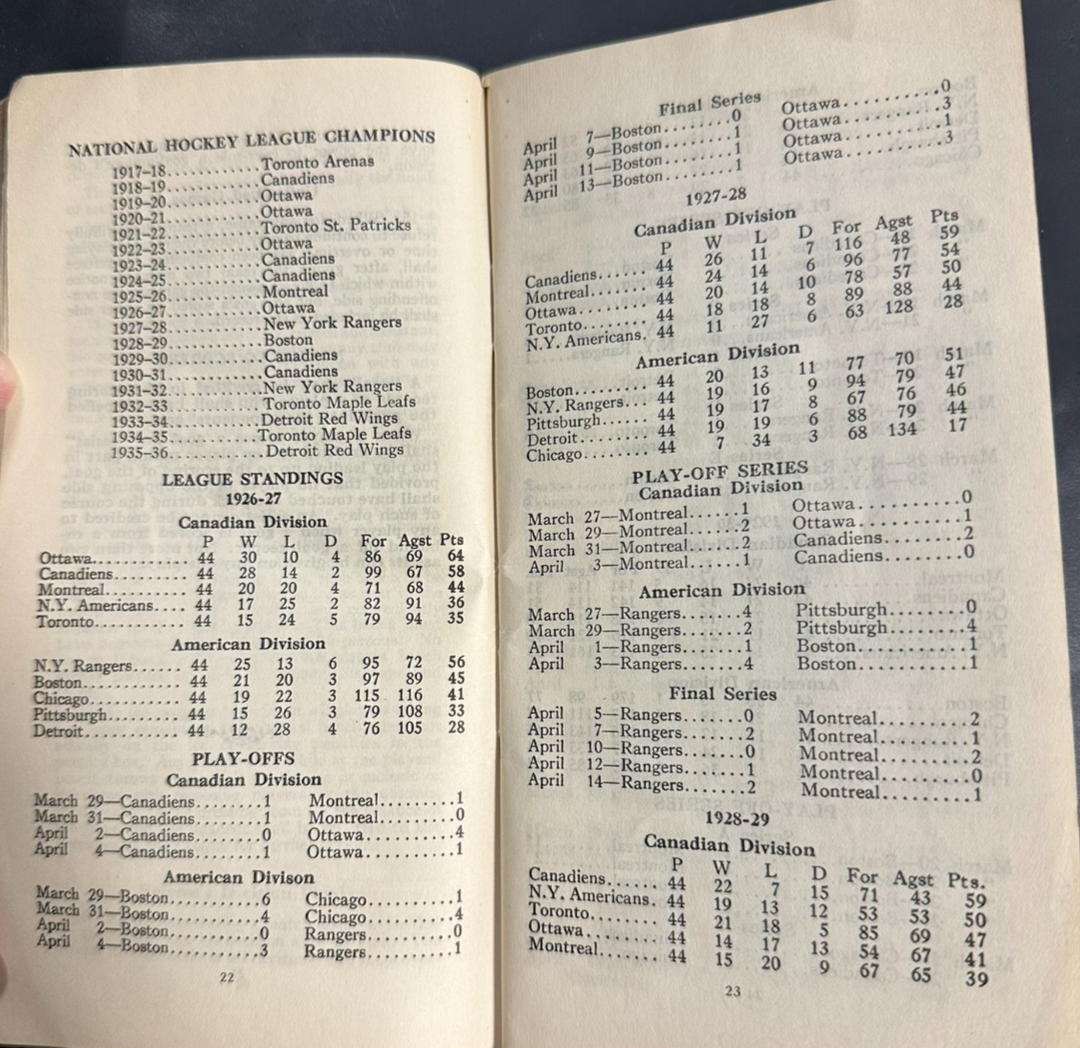 NATIONAL HOCKEY LEAGUE CHAMPIONS
1917-18............Toronto Arenas
1918-19............Canadiens
1919-20............Ottawa
1920-21............Ottawa
1921-22............Toronto St. Patricks
1922-23............Ottawa
1923-24............Canadiens
1924-25............Canadiens
1925-26............Montreal
1926-27............Ottawa
1927-28............New York Rangers
1928-29............Boston
1929-30............Canadiens
1930-31............Canadiens
1931-32............New York Rangers
1932-33............Toronto Maple Leafs
1933-34............Detroit Red Wings
1934-35............Toronto Maple Leafs
1935-36............Detroit Red Wings
LEAGUE STANDINGS
1926-27
Canadian Division
P W L D For Agst Pts
Ottawa............ 44 30 10 4 86 69 64
Canadiens......... 44 28 14 2 99 67 58
Montreal.......... 44 20 20 4 71 68 44
N.Y. Americans.... 44 17 25 2 82 91 36
Toronto........... 44 15 24 5 79 94 35
American Division
N.Y. Rangers...... 44 25 13 6 95 72 56
Boston............ 44 21 20 3 97 89 45
Chicago........... 44 19 22 3 115 116 41
Pittsburgh........ 44 15 26 3 79 108 33
Detroit........... 44 12 28 4 76 105 28
PLAY-OFFS
Canadian Division
March 29—Canadiens........1 Montreal.........1
March 31—Canadiens........1 Montreal.........0
April 2—Canadiens........0 Ottawa...........4
April 4—Canadiens........1 Ottawa...........1
American Divison
March 29—Boston...........6 Chicago..........1
March 31—Boston...........4 Chicago..........4
April 2—Boston...........0 Rangers..........0
April 4—Boston...........3 Rangers..........1
22
Final Series
April 7—Boston........0 Ottawa..........0
April 9—Boston........1 Ottawa..........3
April 11—Boston........1 Ottawa..........1
April 13—Boston........1 Ottawa..........3
1927-28
Canadian Division
P W L D For Agst Pts
Canadiens...... 44 26 11 7 116 48 59
Montreal....... 44 24 14 6 96 77 54
Ottawa......... 44 20 14 10 78 57 50
Toronto........ 44 18 18 8 89 88 44
N.Y. Americans. 44 11 27 6 63 128 28
American Division
Boston......... 44 20 13 11 77 70 51
N.Y. Rangers... 44 19 16 9 94 79 47
Pittsburgh..... 44 19 17 8 67 76 46
Detroit........ 44 19 19 6 88 79 44
Chicago........ 44 7 34 3 68 134 17
PLAY-OFF SERIES
Canadian Division
March 27—Montreal......1 Ottawa..........0
March 29—Montreal......2 Ottawa..........1
March 31—Montreal......2 Canadiens.......2
April 3—Montreal......1 Canadiens.......0
American Division
March 27—Rangers.......4 Pittsburgh........0
March 29—Rangers.......2 Pittsburgh........4
April 1—Rangers.......1 Boston...........1
April 3—Rangers.......4 Boston...........1
Final Series
April 5—Rangers.......0 Montreal.........2
April 7—Rangers.......2 Montreal.........1
April 10—Rangers.......0 Montreal.........2
April 12—Rangers.......1 Montreal.........0
April 14—Rangers.......2 Montreal.........1
1928-29
Canadian Division
P W L D For Agst Pts.
Canadiens...... 44 22 7 15 71 43 59
N.Y. Americans. 44 19 13 12 53 53 50
Toronto........ 44 21 18 5 85 69 47
Ottawa......... 44 14 17 13 54 67 41
Montreal....... 44 15 20 9 67 65 39
23